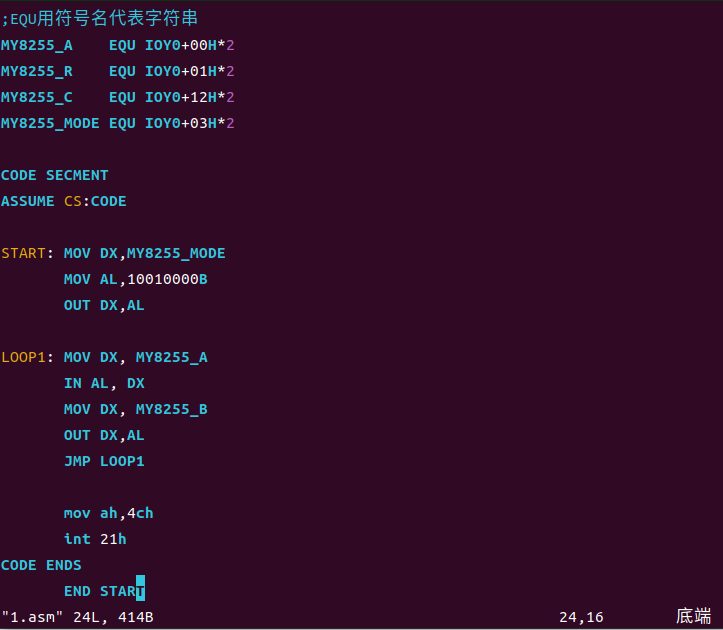 ;EQU用符号名代表字符串
MY8255_A    EQU IOY0+00H*2
MY8255_R    EQU IOY0+01H*2
MY8255_C    EQU IOY0+12H*2
MY8255_MODE EQU IOY0+03H*2
CODE SECMENT
ASSUME CS:CODE
START: MOV DX,MY8255_MODE
       MOV AL,10010000B
       OUT DX,AL
LOOP1: MOV DX, MY8255_A
       IN AL, DX
       MOV DX, MY8255_B
       OUT DX,AL
       JMP LOOP1
       mov ah,4ch
       int 21h
CODE ENDS
       END START
"1.asm" 24L, 414B 24,16 底端